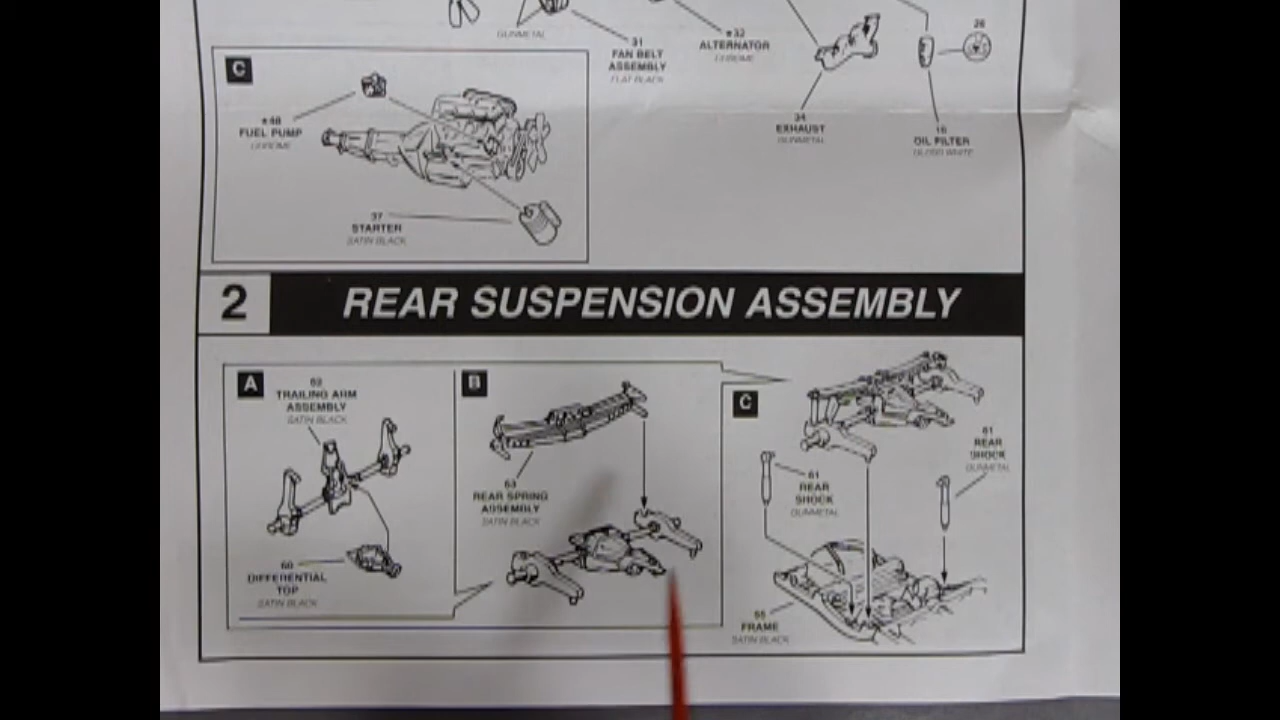 GUNMETAL
31
FAN BELT
ASSEMBLY
FLAT BLACK
★32
ALTERNATOR
CHROME
34
EXHAUST
GUNMETAL
28
16
OIL FILTER
GLOSS WHITE
C
★48
FUEL PUMP
CHROME
37
STARTER
SATIN BLACK
2 REAR SUSPENSION ASSEMBLY
A
62
TRAILING ARM
ASSEMBLY
SATIN BLACK
60
DIFFERENTIAL
TOP
SATIN BLACK
B
63
REAR SPRING
ASSEMBLY
SATIN BLACK
C
61
REAR
SHOCK
GUNMETAL
61
REAR
SHOCK
GUNMETAL
55
FRAME
SATIN BLACK